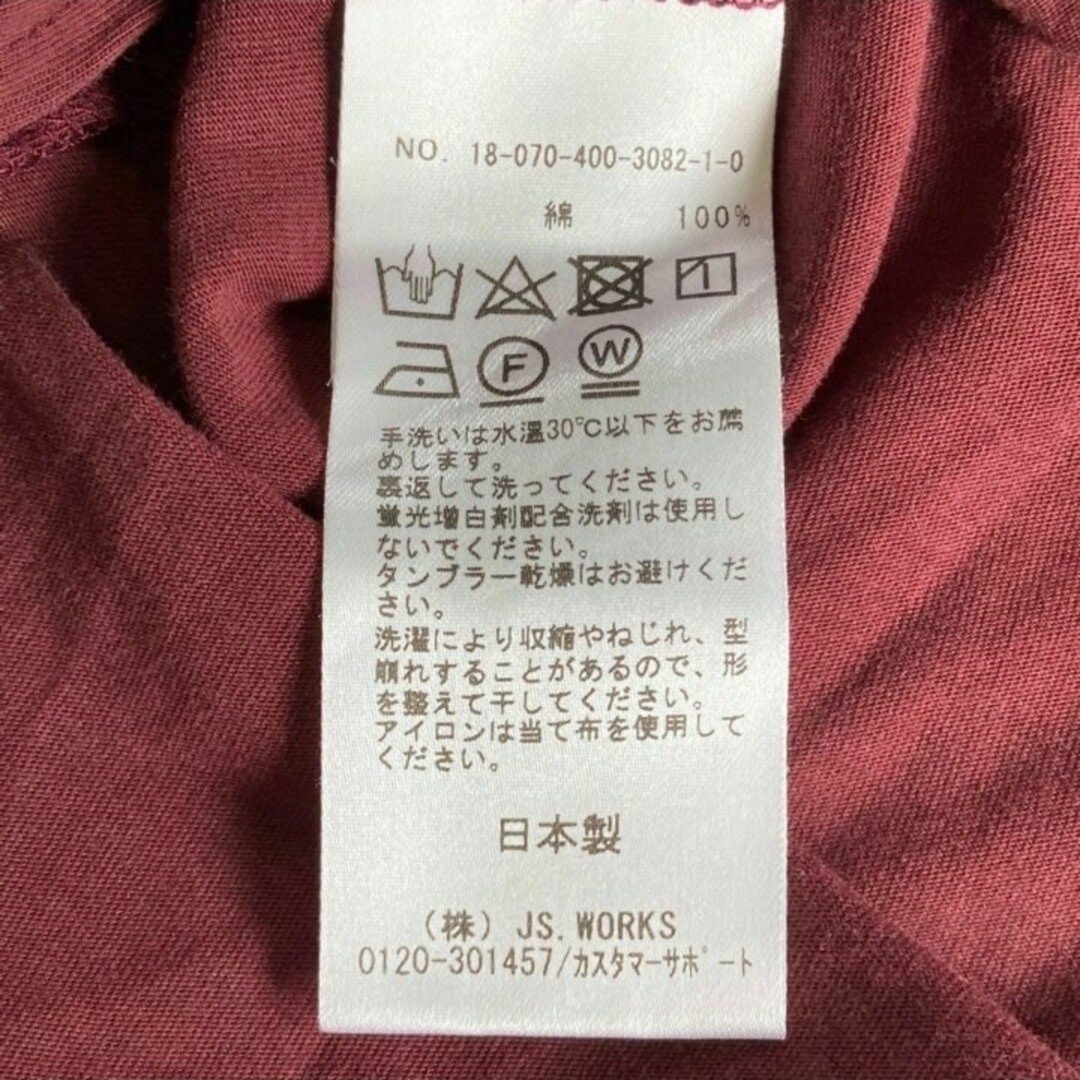 NO. 18-070-400-3082-1-0
綿 100%
F W
手洗いは水温30℃以下をお薦
めします。
裏返して洗ってください。
蛍光増白剤配合洗剤は使用し
ないでください。
タンブラー乾燥はお避けくだ
さい。
洗濯により収縮やねじれ、型
崩れすることがあるので、形
を整えて干してください。
アイロンは当て布を使用して
ください。
日本製
(株) JS.WORKS
0120-301457/カスタマーサポート